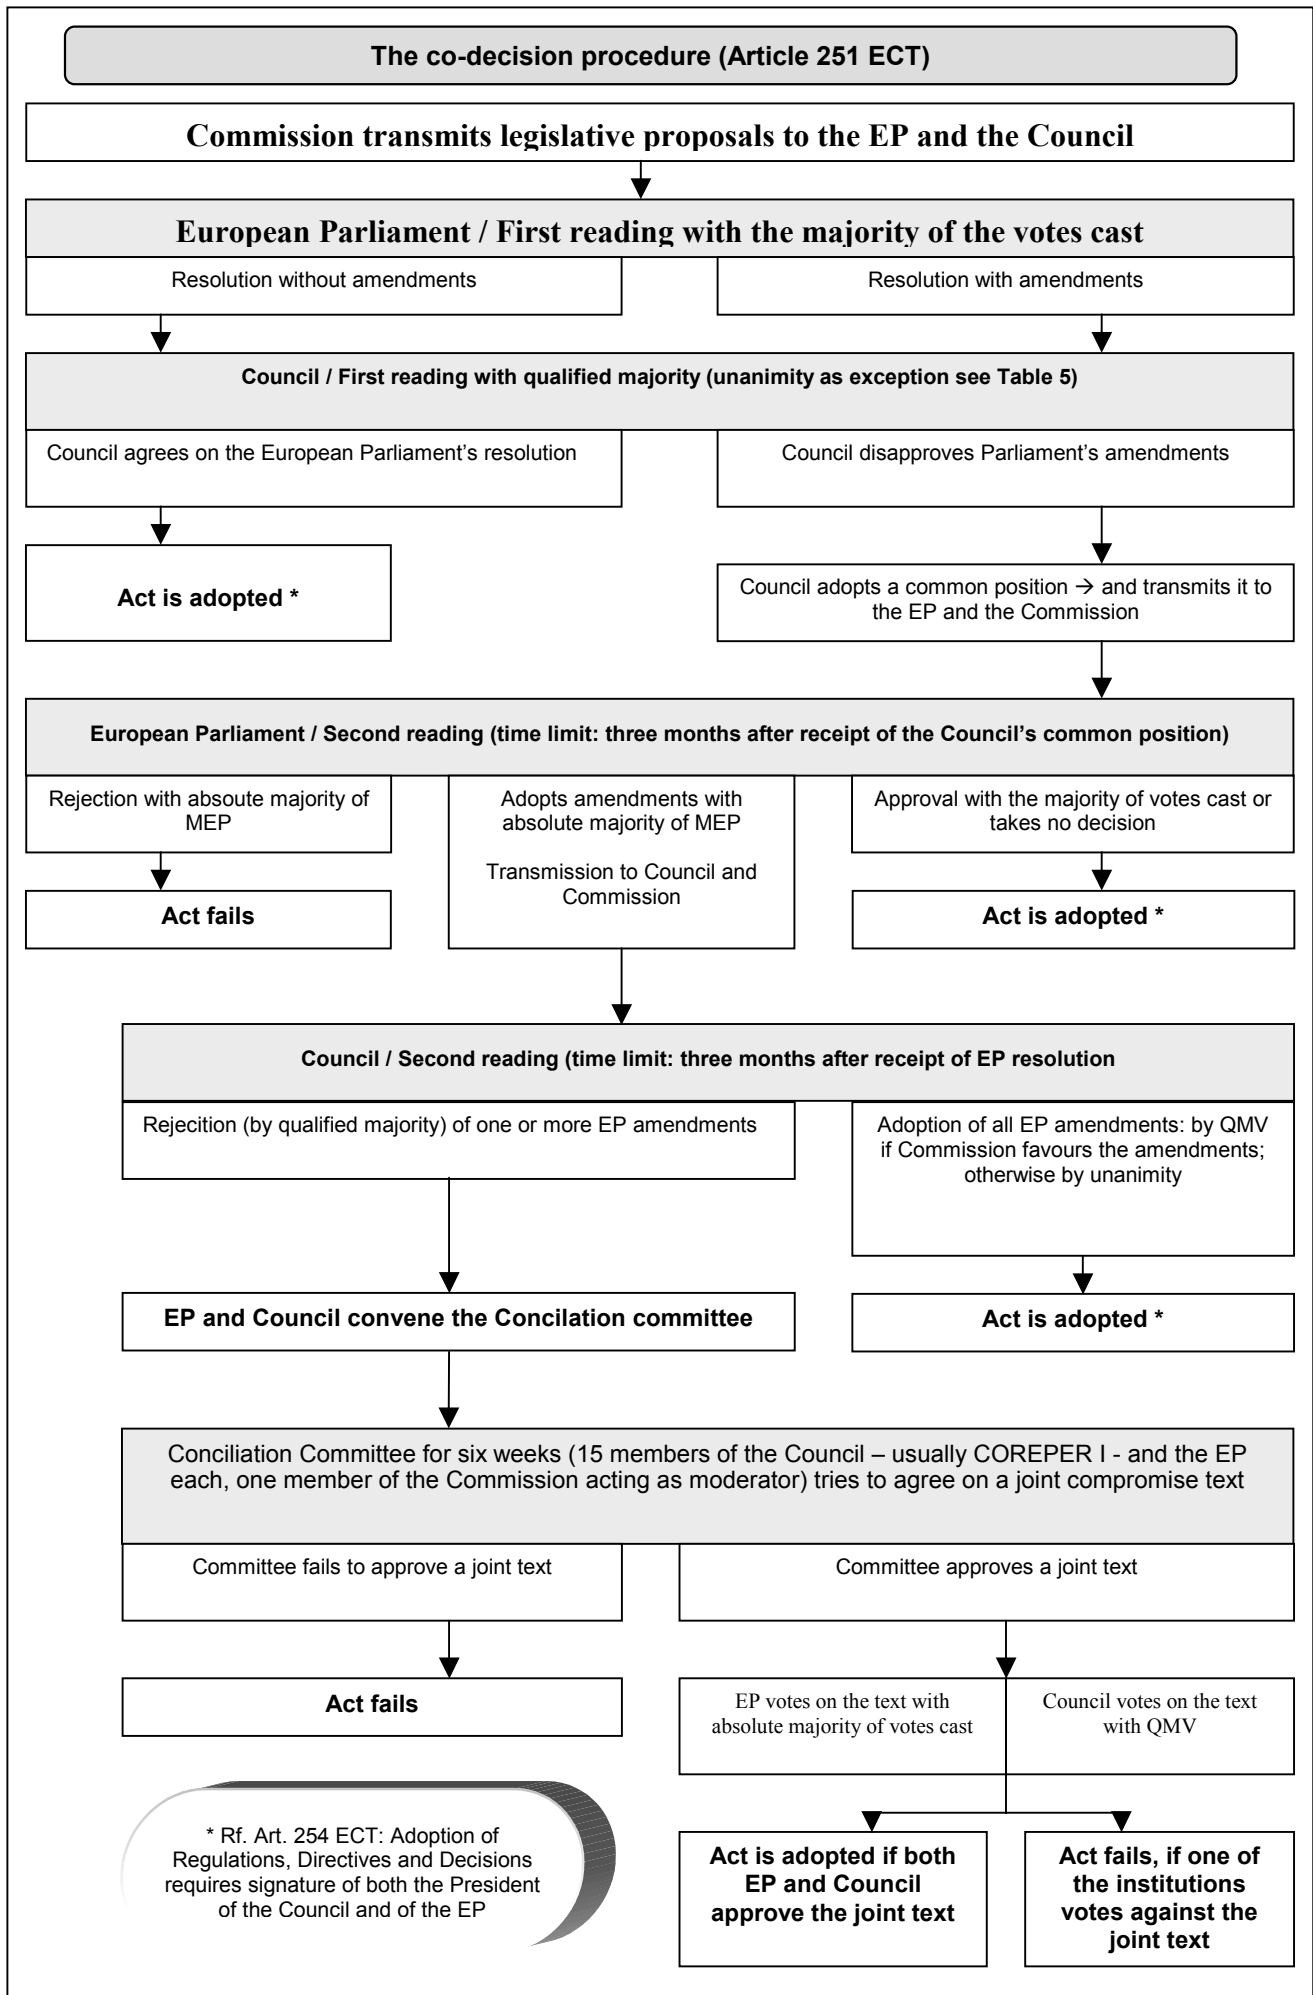 The co-decision procedure (Article 251 ECT)
Commission transmits legislative proposals to the EP and the Council
European Parliament / First reading with the majority of the votes cast
Resolution without amendments
Resolution with amendments
Council / First reading with qualified majority (unanimity as exception see Table 5)
Council agrees on the European Parliament's resolution
Council disapproves Parliament's amendments
Act is adopted *
Council adopts a common position → and transmits it to
the EP and the Commission
European Parliament / Second reading (time limit: three months after receipt of the Council's common position)
Rejection with absoute majority of
MEP
Adopts amendments with
absolute majority of MEP
Transmission to Council and
Commission
Approval with the majority of votes cast or
takes no decision
Act fails
Act is adopted *
Council / Second reading (time limit: three months after receipt of EP resolution
Rejecition (by qualified majority) of one or more EP amendments
Adoption of all EP amendments: by QMV
if Commission favours the amendments;
otherwise by unanimity
EP and Council convene the Concilation committee
Act is adopted *
Conciliation Committee for six weeks (15 members of the Council – usually COREPER I - and the EP
each, one member of the Commission acting as moderator) tries to agree on a joint compromise text
Committee fails to approve a joint text
Committee approves a joint text
Act fails
EP votes on the text with
absolute majority of votes cast
Council votes on the text
with QMV
* Rf. Art. 254 ECT: Adoption of
Regulations, Directives and Decisions
requires signature of both the President
of the Council and of the EP
Act is adopted if both
EP and Council
approve the joint text
Act fails, if one of
the institutions
votes against the
joint text